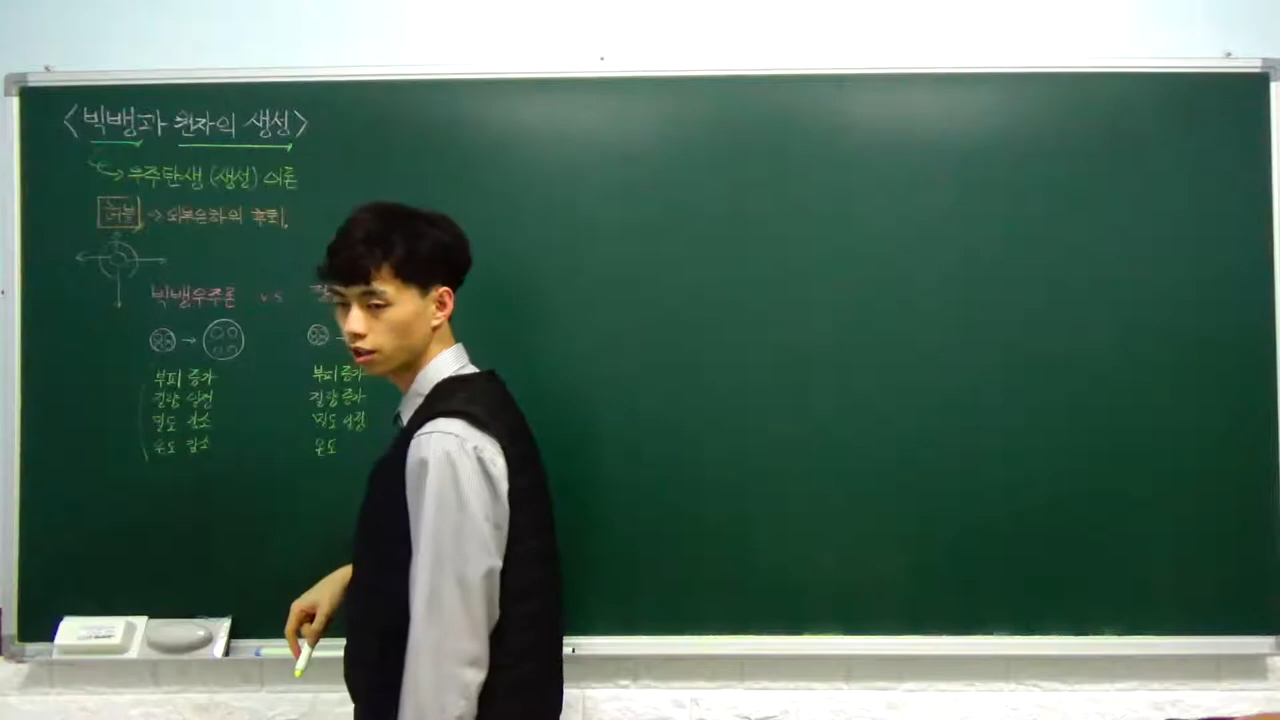 <빅뱅과 원자의 생성>
우주탄생 (생성) 이론
허블 → 외부은하의 후퇴.
빅뱅우주론 vs
→
부피 증가 부피 증가
질량 일정 질량 증가
밀도 감소 밀도 일정
온도 감소 온도